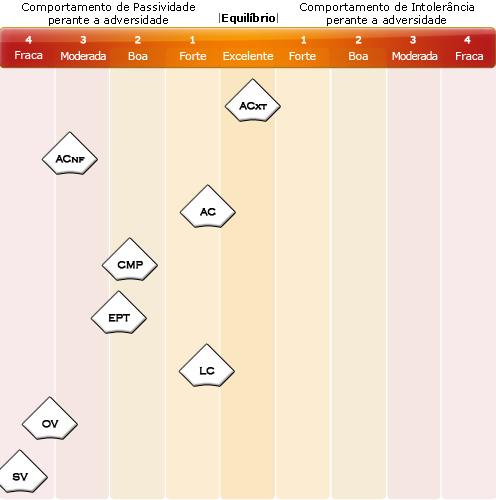 Comportamento de Passividade
perante a adversidade
|Equilíbrio|
Comportamento de Intolerância
perante a adversidade
4 3 2 1 1 2 3 4
Fraca Moderada Boa Forte Excelente Forte Boa Moderada Fraca
ACXT
ACNF
AC
CMP
EPT
LC
OV
SV